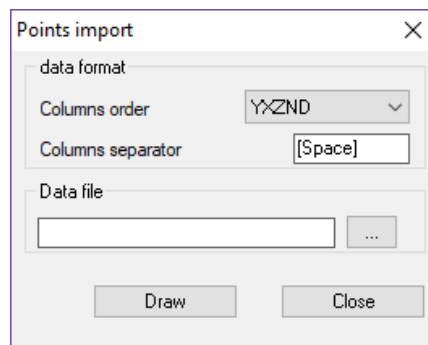 Points import
data format
Columns order YXZND
Columns separator [Space]
Data file
...
Draw Close